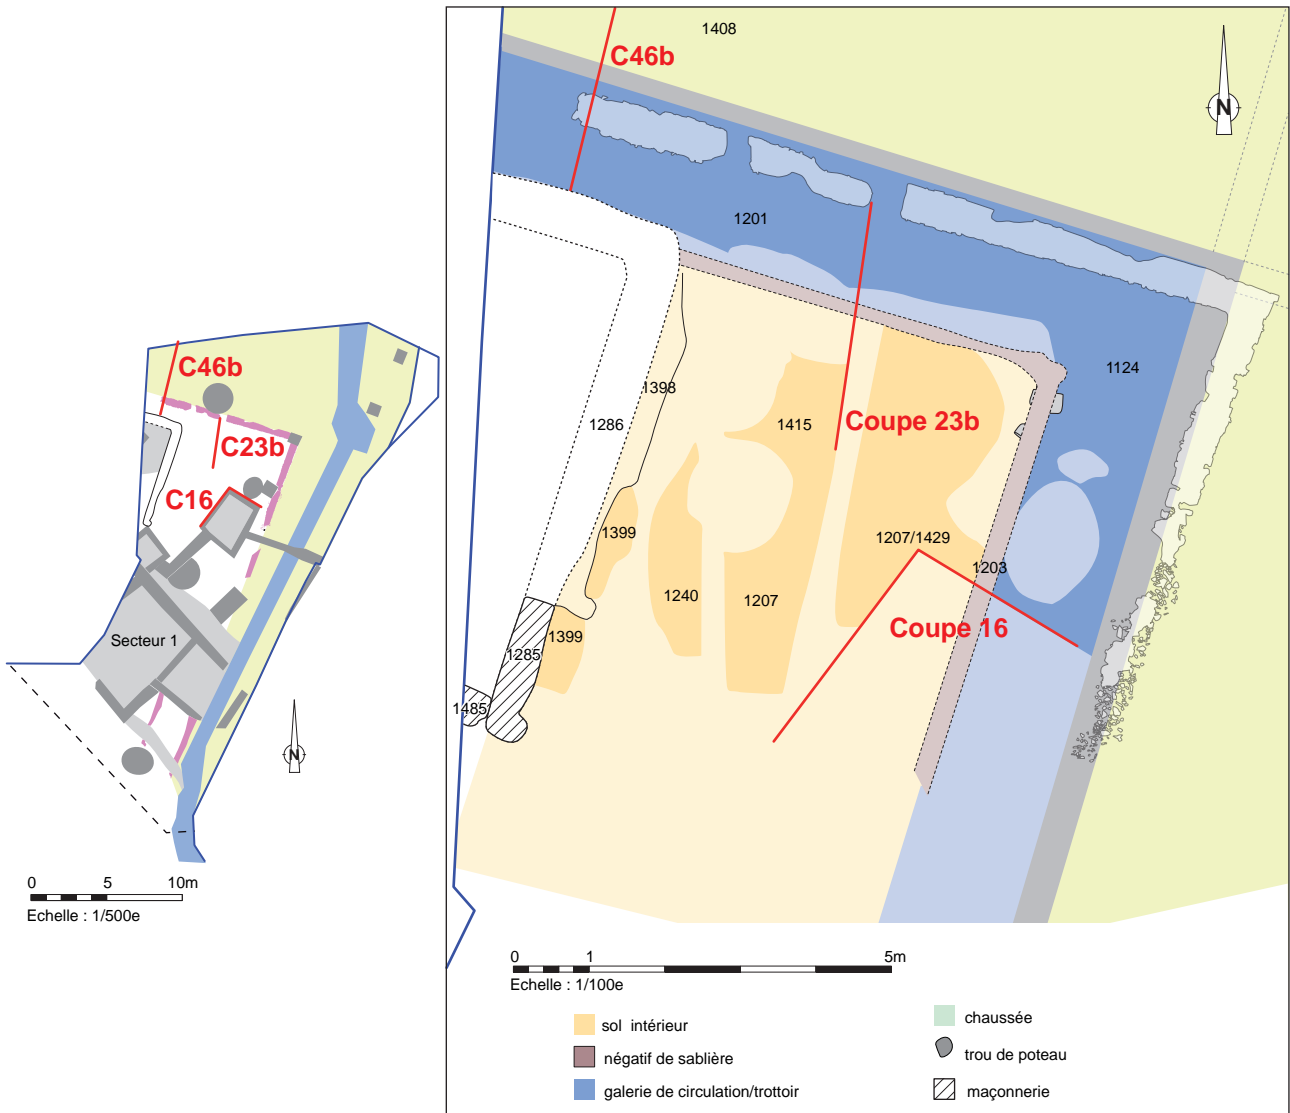 C46b
C23b
C16
Secteur 1
N
0 5 10m
Echelle : 1/500e
1408
C46b
N
1201
1124
1398
1286
1415
Coupe 23b
1399
1207/1429
1203
1240
1207
Coupe 16
1399
1285
1485
0 1 5m
Echelle : 1/100e
sol intérieur
négatif de sablière
galerie de circulation/trottoir
chaussée
trou de poteau
maçonnerie